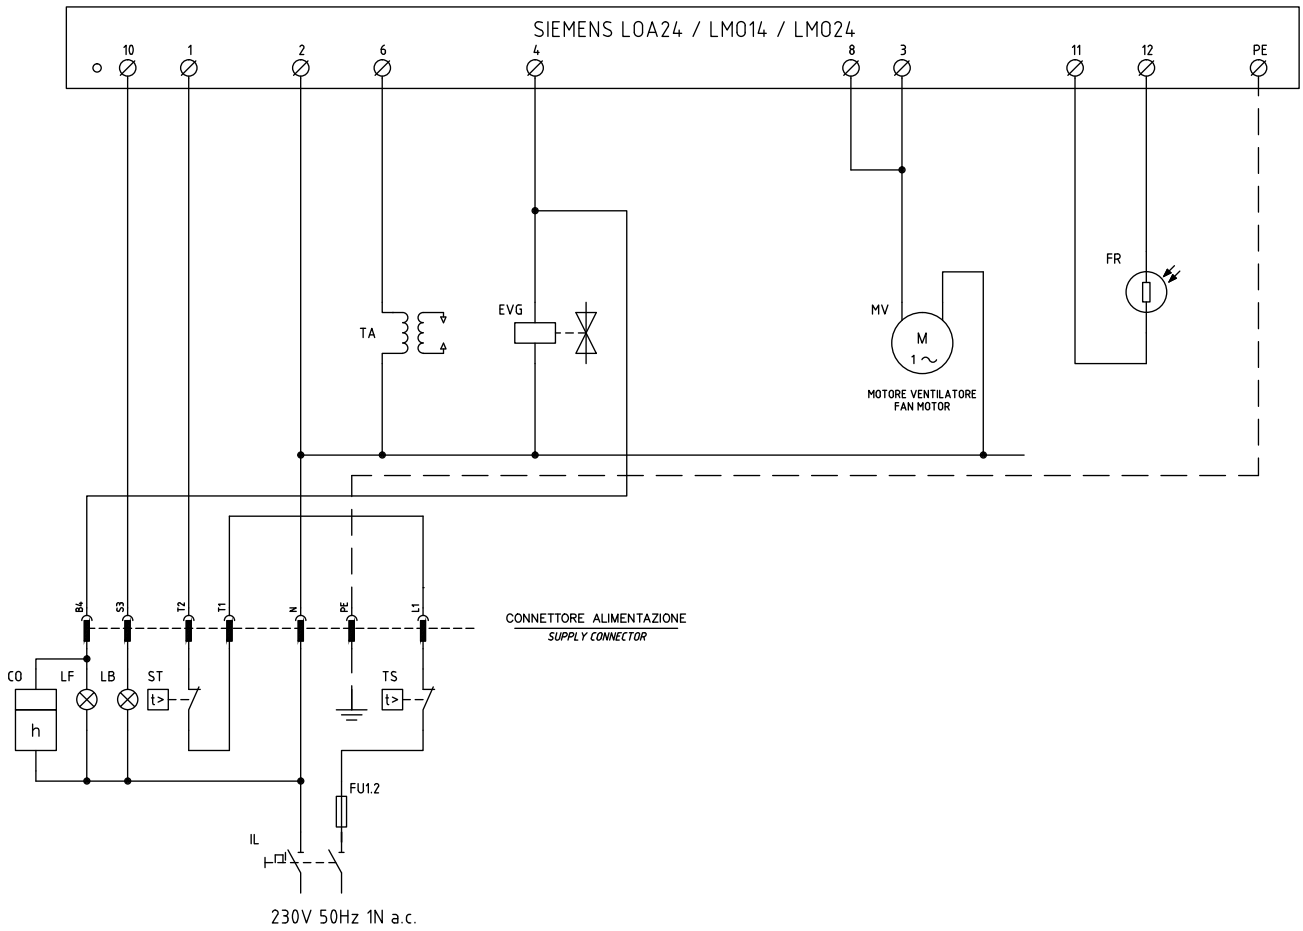 SIEMENS LOA24 / LMO14 / LMO24
10 1 2 6 4 8 3 11 12 PE
FR
EVG
MV
TA
M
1~
MOTORE VENTILATORE
FAN MOTOR
B4 S3 T2 T1 N PE L1
CONNETTORE ALIMENTAZIONE
SUPPLY CONNECTOR
CO LF LB ST TS
t> t>
h
FU1.2
IL
230V 50Hz 1N a.c.